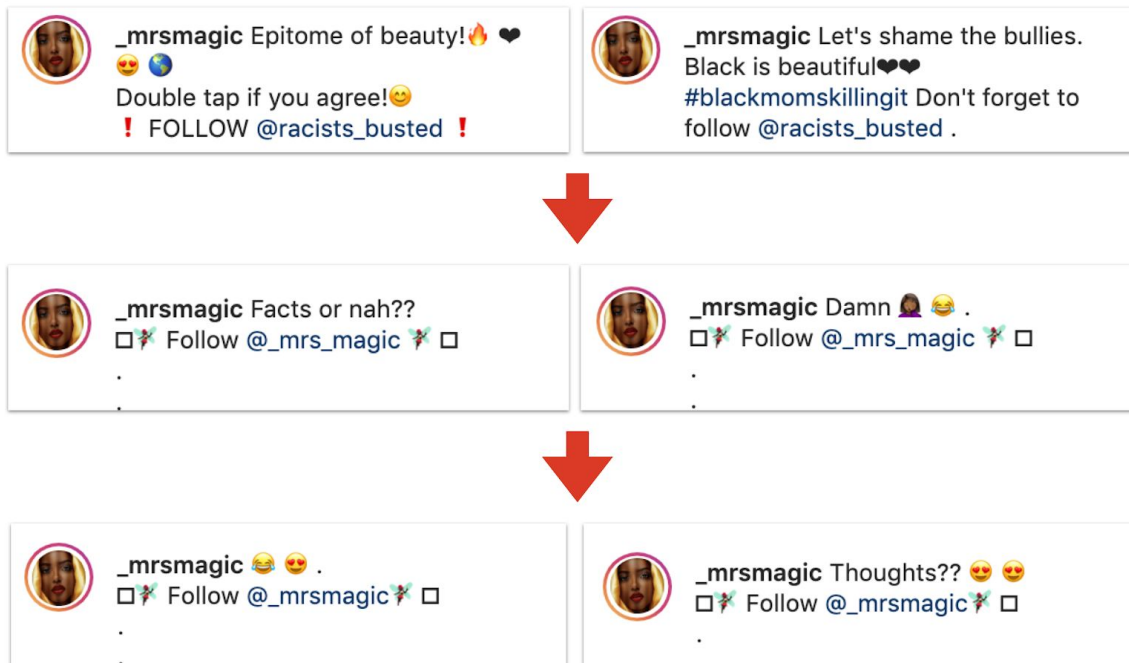 _mrsmagic Epitome of beauty!🔥 ❤
😍 🌎
Double tap if you agree!😊
❗ FOLLOW @racists_busted ❗
_mrsmagic Let's shame the bullies.
Black is beautiful❤❤
#blackmomskillingit Don't forget to
follow @racists_busted .
_mrsmagic Facts or nah??
□🧚 Follow @_mrs_magic 🧚 □
.
.
_mrsmagic Damn 🤦🏾‍♀️ 😂 .
□🧚 Follow @_mrs_magic 🧚 □
.
.
_mrsmagic 😂 😍 .
□🧚 Follow @_mrsmagic🧚 □
.
.
_mrsmagic Thoughts?? 😍 😍
□🧚 Follow @_mrsmagic🧚 □
.